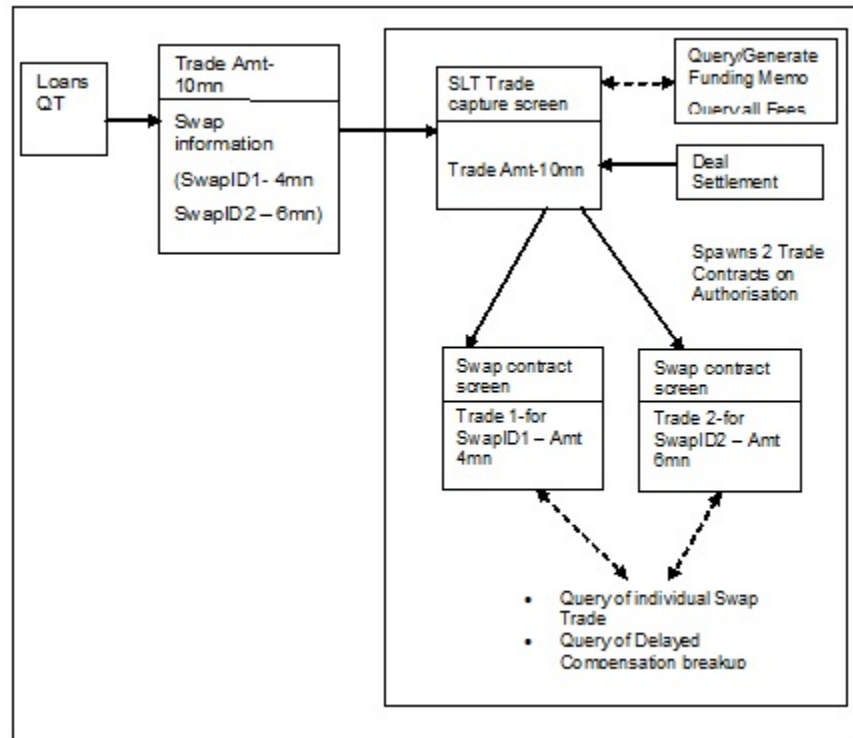 Loans
QT
Trade Amt-
10mn
Swap
information
(SwapID1- 4mn
SwapID2 – 6mn)
SLT Trade
capture screen
Trade Amt-10mn
Query/Generate
Funding Memo
Query all Fees
Deal
Settlement
Spawns 2 Trade
Contracts on
Authorisation
Swap contract
screen
Trade 1-for
SwapID1 – Amt
4mn
Swap contract
screen
Trade 2-for
SwapID2 – Amt
6mn
• Query of individual Swap
Trade
• Query of Delayed
Compensation breakup